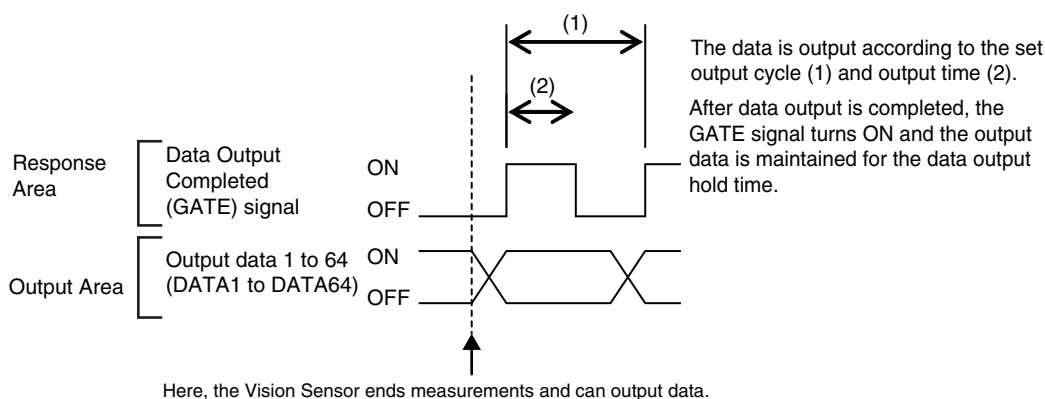 (1)
The data is output according to the set
output cycle (1) and output time (2).
(2)
After data output is completed, the
GATE signal turns ON and the output
data is maintained for the data output
hold time.
Response
Area
Data Output
Completed
(GATE) signal
ON
OFF
Output Area
Output data 1 to 64
(DATA1 to DATA64)
ON
OFF
Here, the Vision Sensor ends measurements and can output data.